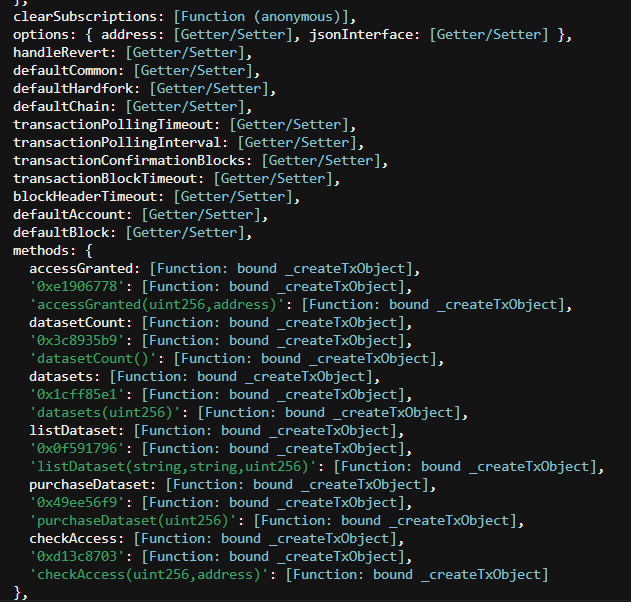 },
clearSubscriptions: [Function (anonymous)],
options: { address: [Getter/Setter], jsonInterface: [Getter/Setter] },
handleRevert: [Getter/Setter],
defaultCommon: [Getter/Setter],
defaultHardfork: [Getter/Setter],
defaultChain: [Getter/Setter],
transactionPollingTimeout: [Getter/Setter],
transactionPollingInterval: [Getter/Setter],
transactionConfirmationBlocks: [Getter/Setter],
transactionBlockTimeout: [Getter/Setter],
blockHeaderTimeout: [Getter/Setter],
defaultAccount: [Getter/Setter],
defaultBlock: [Getter/Setter],
methods: {
  accessGranted: [Function: bound _createTxObject],
  '0xe1906778': [Function: bound _createTxObject],
  'accessGranted(uint256,address)': [Function: bound _createTxObject],
  datasetCount: [Function: bound _createTxObject],
  '0x3c8935b9': [Function: bound _createTxObject],
  'datasetCount()': [Function: bound _createTxObject],
  datasets: [Function: bound _createTxObject],
  '0x1cff85e1': [Function: bound _createTxObject],
  'datasets(uint256)': [Function: bound _createTxObject],
  listDataset: [Function: bound _createTxObject],
  '0x0f591796': [Function: bound _createTxObject],
  'listDataset(string,string,uint256)': [Function: bound _createTxObject],
  purchaseDataset: [Function: bound _createTxObject],
  '0x49ee56f9': [Function: bound _createTxObject],
  'purchaseDataset(uint256)': [Function: bound _createTxObject],
  checkAccess: [Function: bound _createTxObject],
  '0xd13c8703': [Function: bound _createTxObject],
  'checkAccess(uint256,address)': [Function: bound _createTxObject]
},